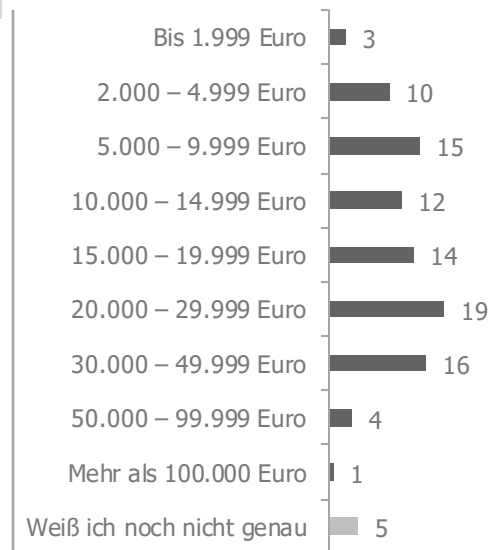 Bis 1.999 Euro 3
2.000 – 4.999 Euro 10
5.000 – 9.999 Euro 15
10.000 – 14.999 Euro 12
15.000 – 19.999 Euro 14
20.000 – 29.999 Euro 19
30.000 – 49.999 Euro 16
50.000 – 99.999 Euro 4
Mehr als 100.000 Euro 1
Weiß ich noch nicht genau 5